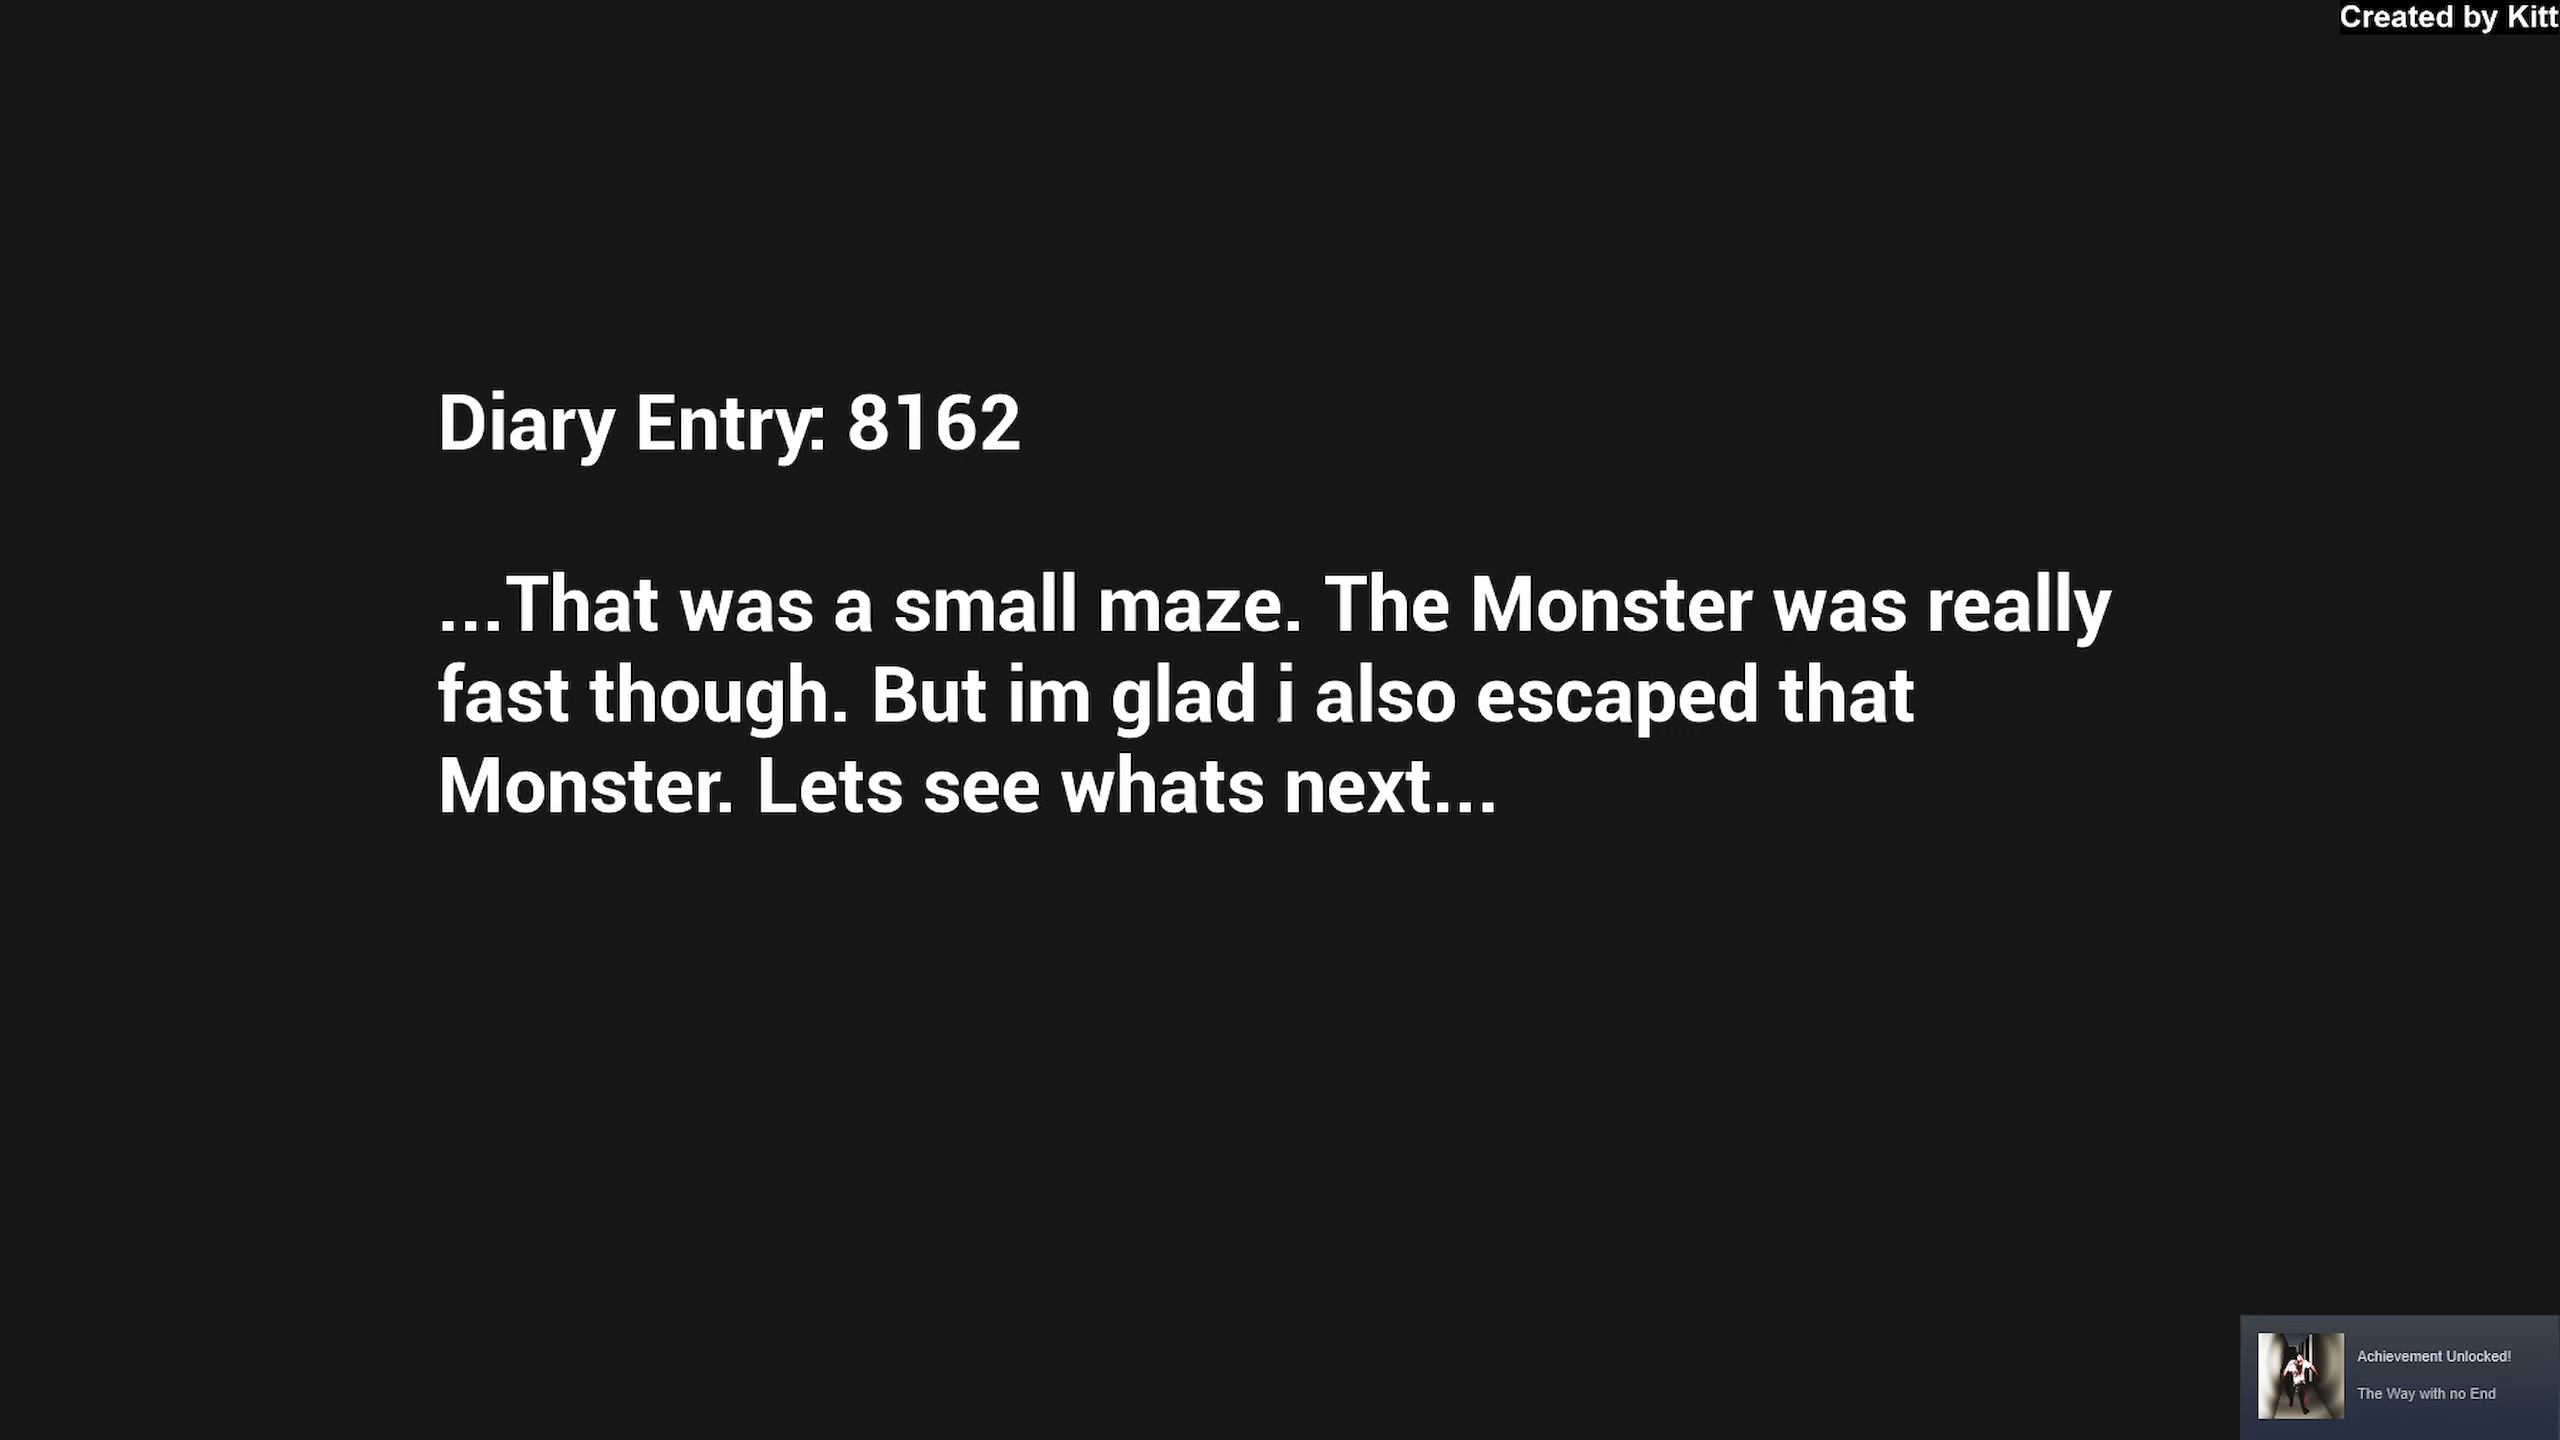 Created by Kitt
Diary Entry: 8162
...That was a small maze. The Monster was really
fast though. But im glad i also escaped that
Monster. Lets see whats next...
Achievement Unlocked!
The Way with no End